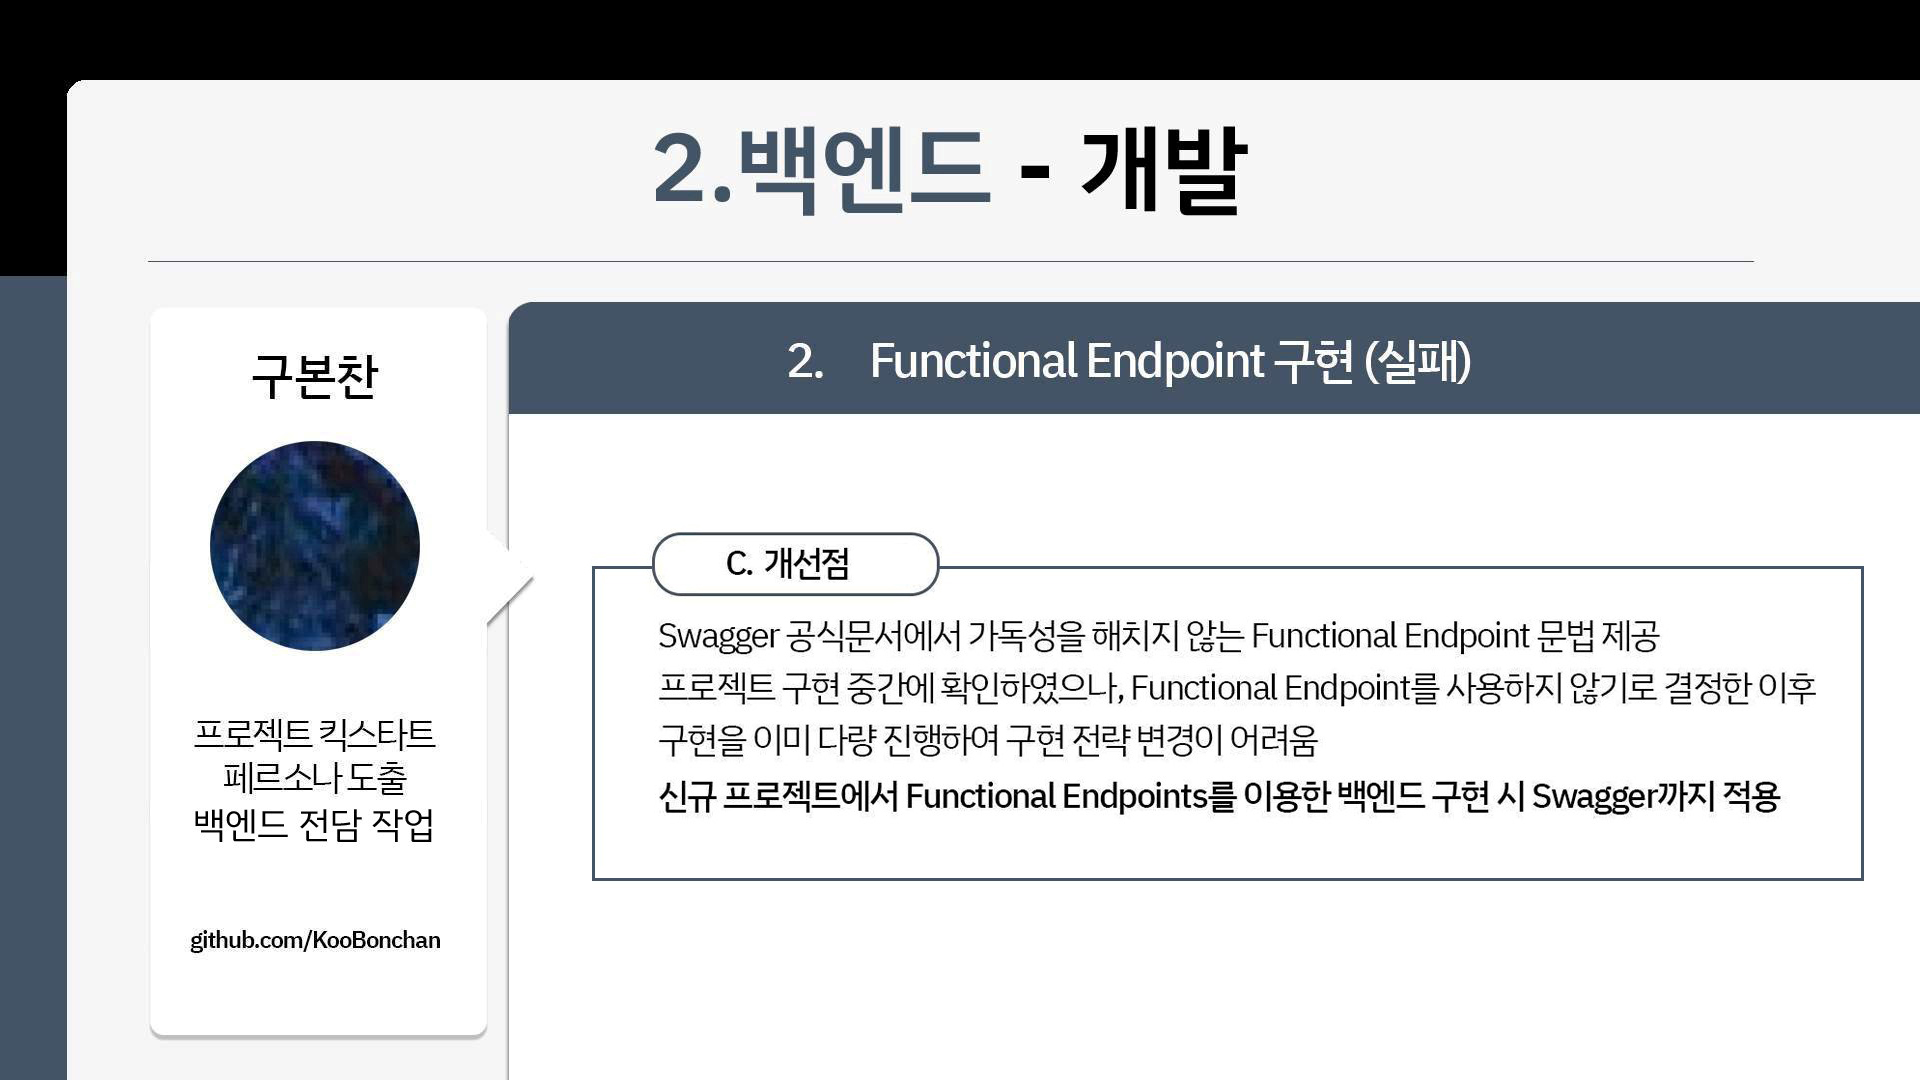 2.백엔드 - 개발
구본찬
프로젝트 킥스타트
페르소나 도출
백엔드 전담 작업
github.com/KooBonchan
2. Functional Endpoint 구현 (실패)
C. 개선점
Swagger 공식문서에서 가독성을 해치지 않는 Functional Endpoint 문법 제공
프로젝트 구현 중간에 확인하였으나, Functional Endpoint를 사용하지 않기로 결정한 이후
구현을 이미 다량 진행하여 구현 전략 변경이 어려움
신규 프로젝트에서 Functional Endpoints를 이용한 백엔드 구현 시 Swagger까지 적용